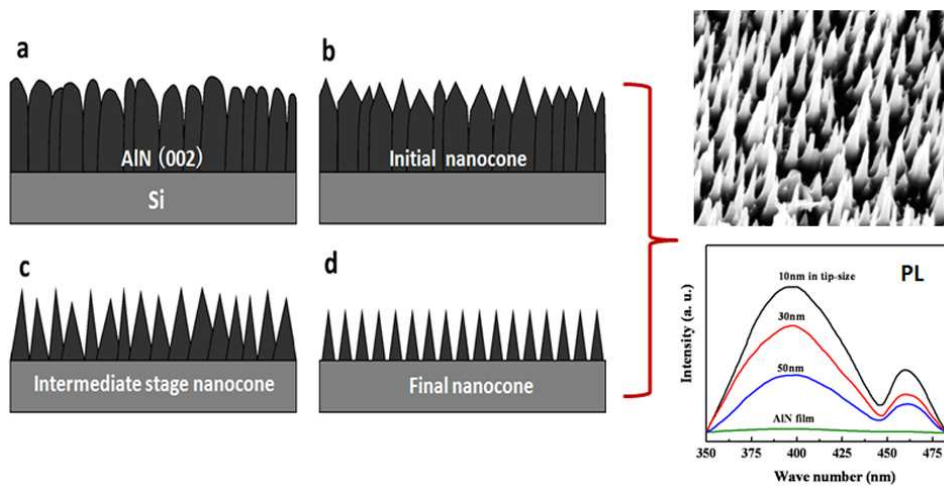 a
AlN (002)
Si
b
Initial nanocone
c
Intermediate stage nanocone
d
Final nanocone
PL
10nm in tip-size
30nm
50nm
AlN film
Intensity (a. u.)
350 375 400 425 450 475
Wave number (nm)